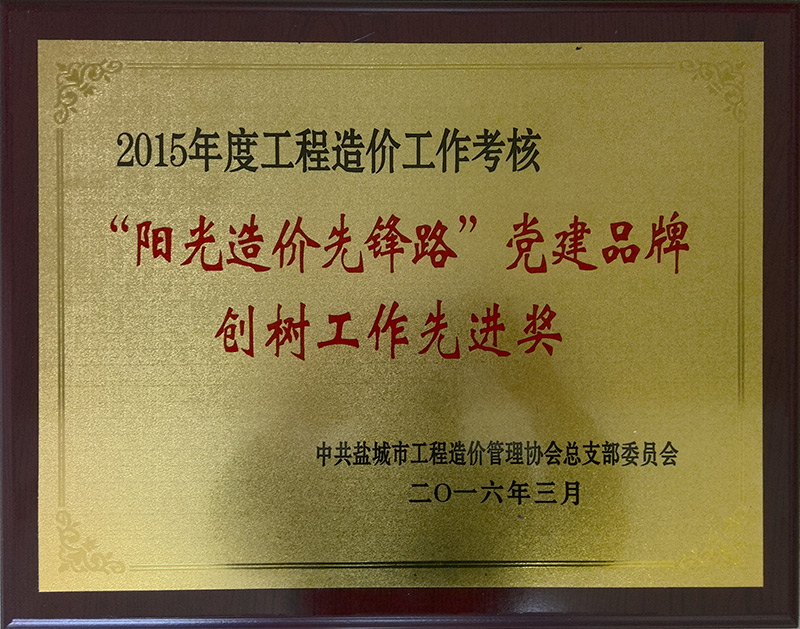 2015年度工程造价工作考核
“阳光造价先锋路”党建品牌
创树工作先进奖
中共盐城市工程造价管理协会总支部委员会
二〇一六年三月